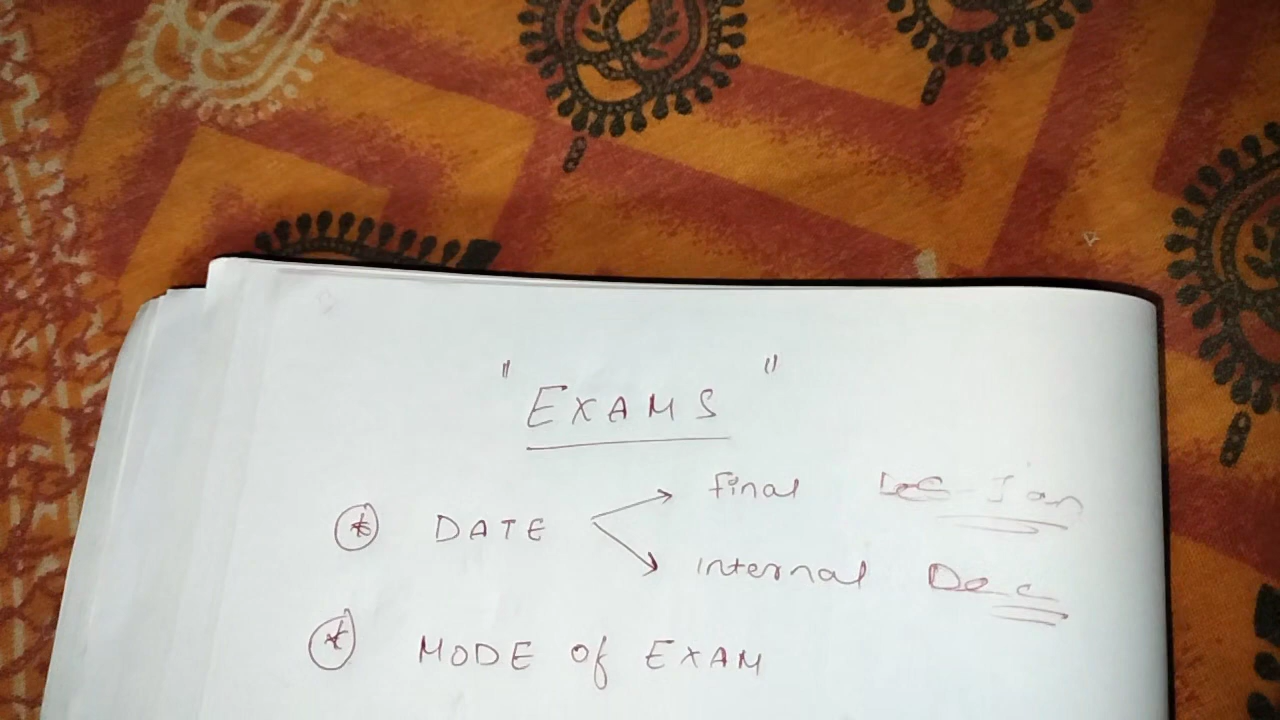 " EXAMS "
final Dec-Jan
* DATE
internal Dec
* MODE of EXAM